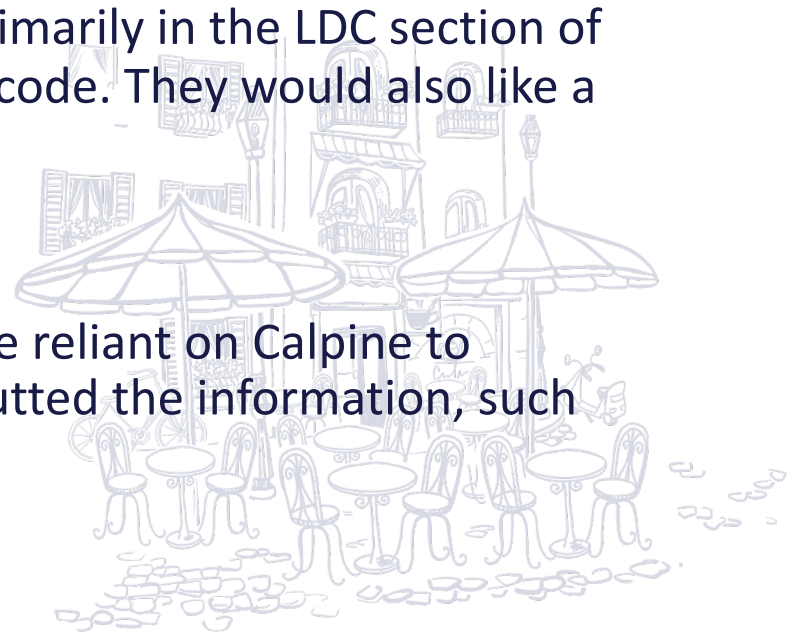 imarily in the LDC section of
code. They would also like a
e reliant on Calpine to
utted the information, such